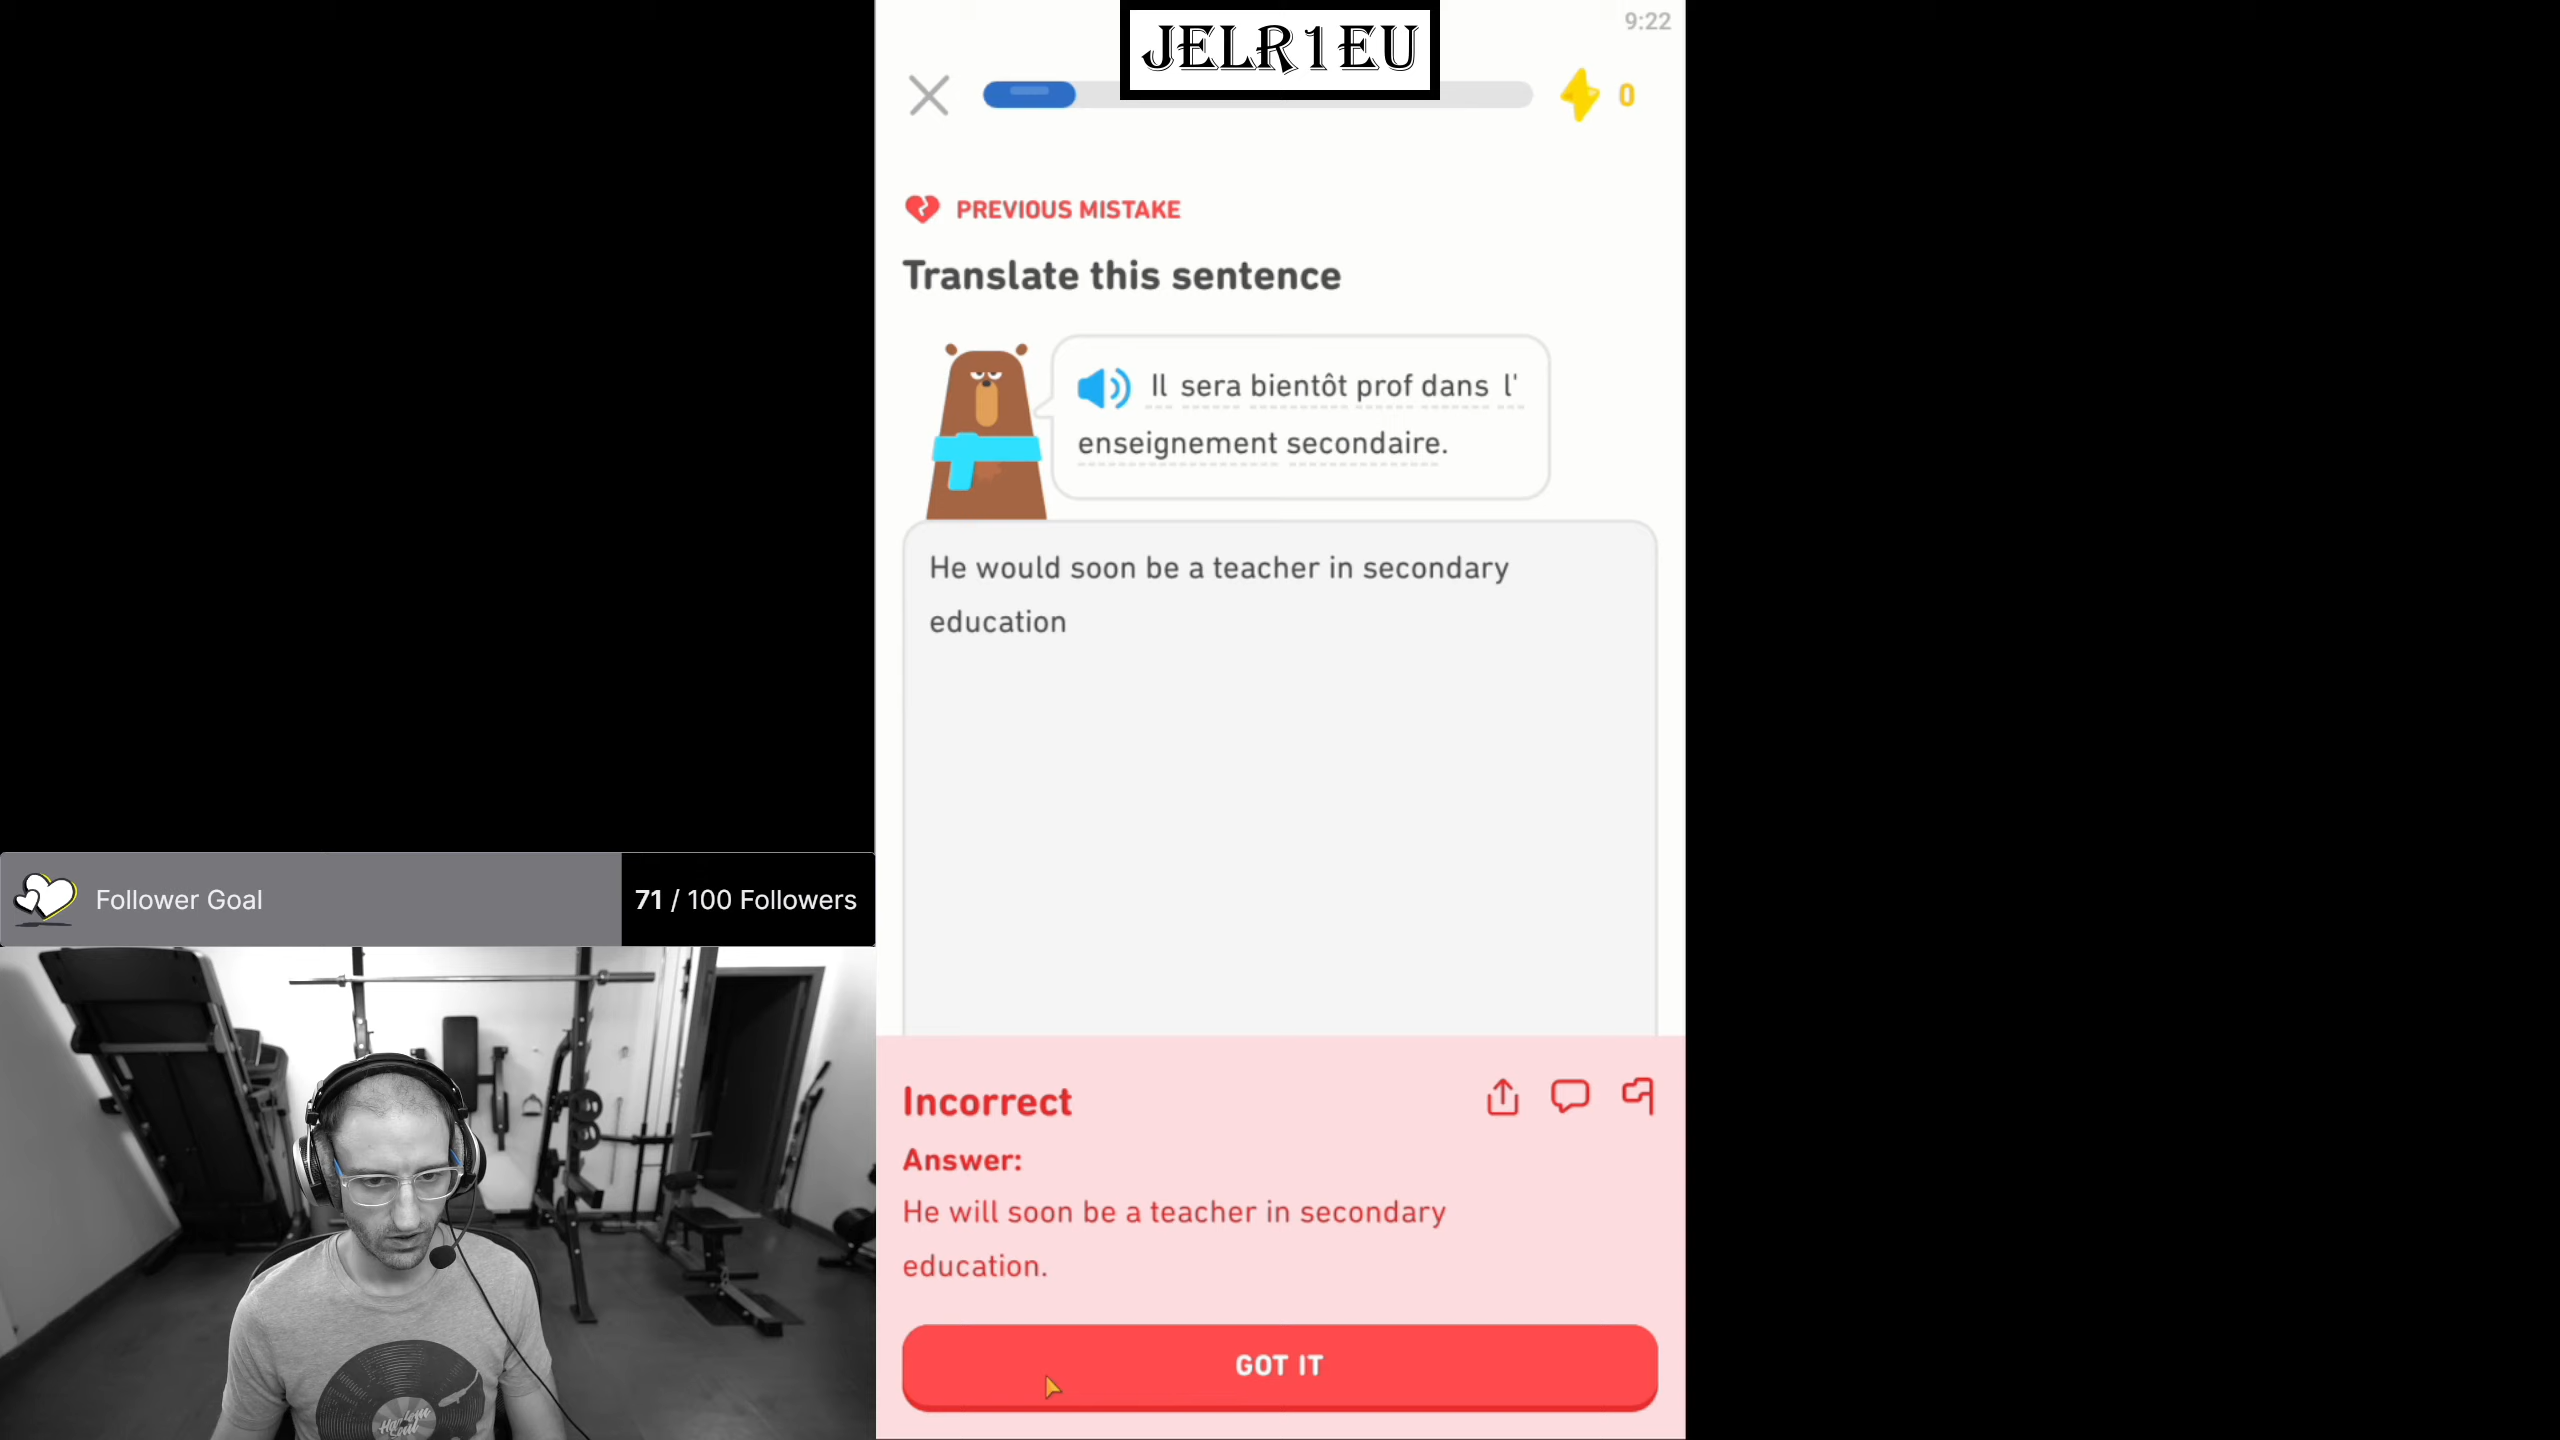 JELR1EU
9:22
0
PREVIOUS MISTAKE
Translate this sentence
Il sera bientôt prof dans l'
enseignement secondaire.
He would soon be a teacher in secondary
education
Follower Goal
71 / 100 Followers
Incorrect
Answer:
He will soon be a teacher in secondary
education.
GOT IT
Harlem
Soul